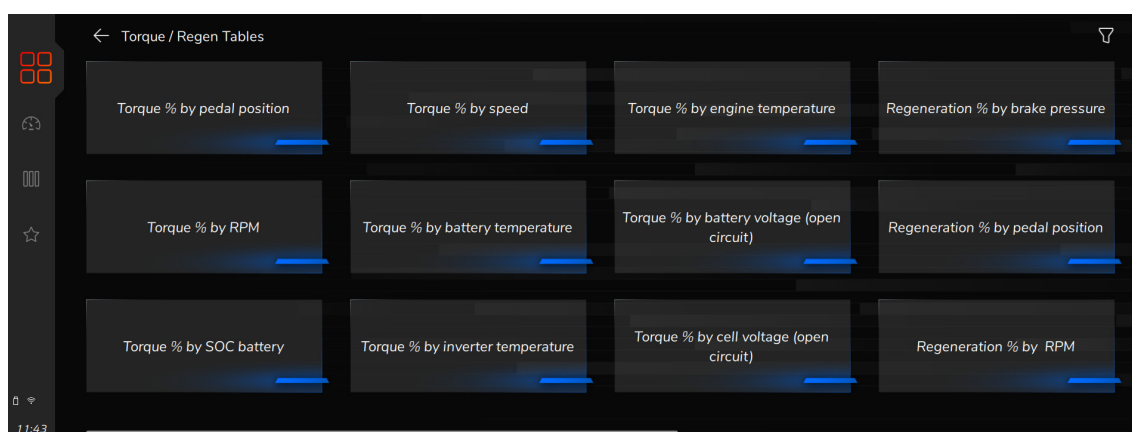 Torque / Regen Tables
Torque % by pedal position
Torque % by speed
Torque % by engine temperature
Regeneration % by brake pressure
Torque % by RPM
Torque % by battery temperature
Torque % by battery voltage (open
circuit)
Regeneration % by pedal position
Torque % by SOC battery
Torque % by inverter temperature
Torque % by cell voltage (open
circuit)
Regeneration % by RPM
11:43